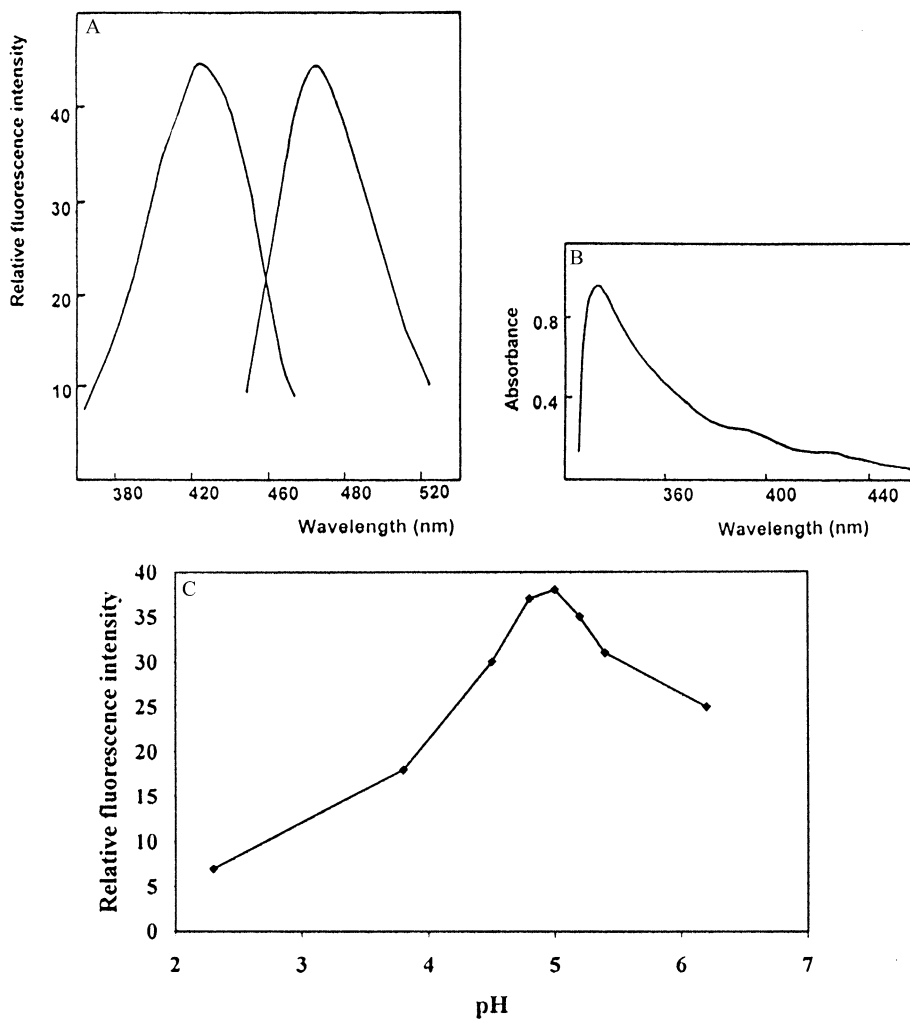 A
Relative fluorescence intensity
40
30
20
10
380 420 460 480 520
Wavelength (nm)
B
Absorbance
0.8
0.4
360 400 440
Wavelength (nm)
C
Relative fluorescence intensity
40
35
30
25
20
15
10
5
0
2 3 4 5 6 7
pH